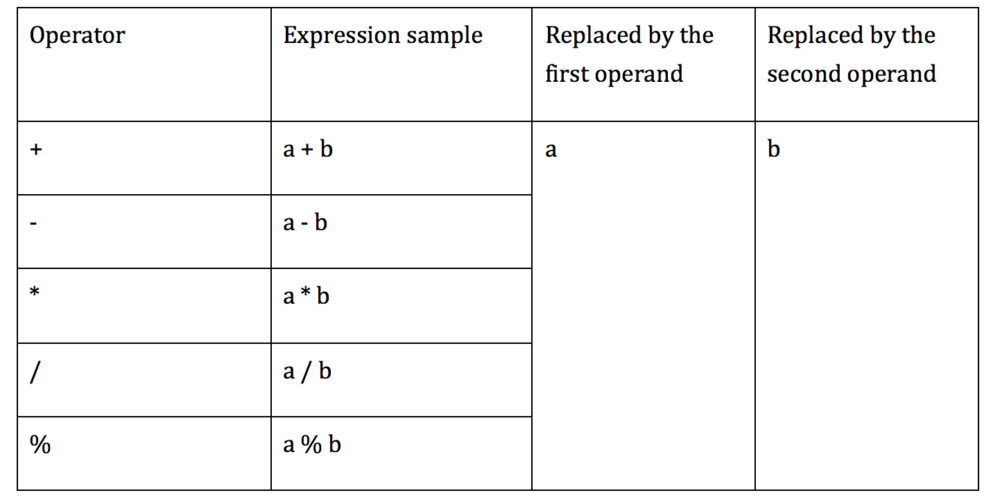 Operator
Expression sample
Replaced by the
first operand
Replaced by the
second operand
+
a + b
a
b
-
a - b
*
a * b
/
a / b
%
a % b